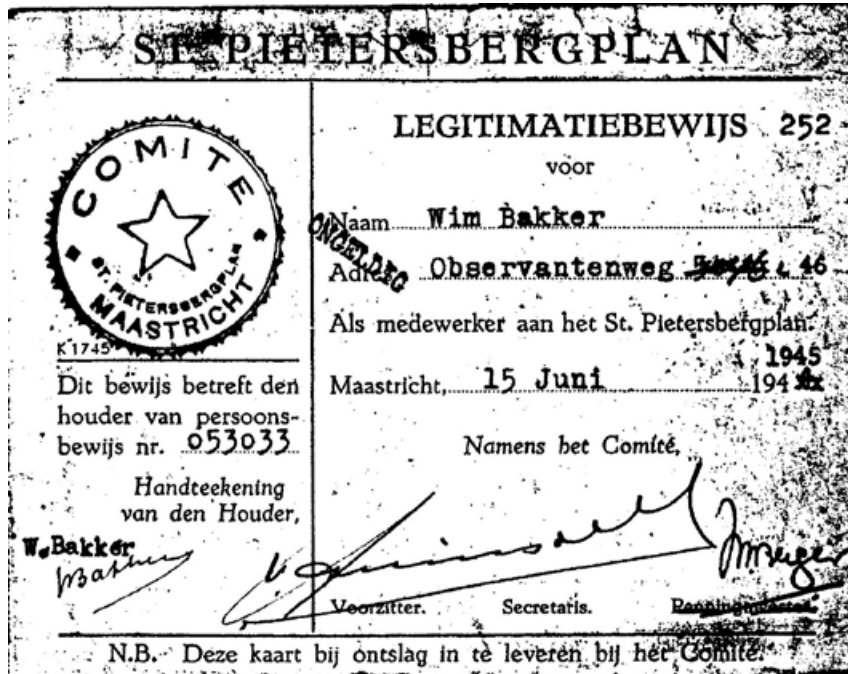 ST. PIETERSBERGPLAN
COMITE
ST. PIETERSBERGPLAN
MAASTRICHT
K 1745
Dit bewijs betreft den
houder van persoons-
bewijs nr. 053033
Handteekening
van den Houder,
W. Bakker
WBakker
LEGITIMATIEBEWIJS 252
voor
Naam Wim Bakker
ONGELDIG
Adres Observantenweg 46
Als medewerker aan het St. Pietersbergplan.
1945
Maastricht, 15 Juni 194
Namens het Comité,
Voorzitter. Secretaris. Penningmeester.
N.B. Deze kaart bij ontslag in te leveren bij het Comité.